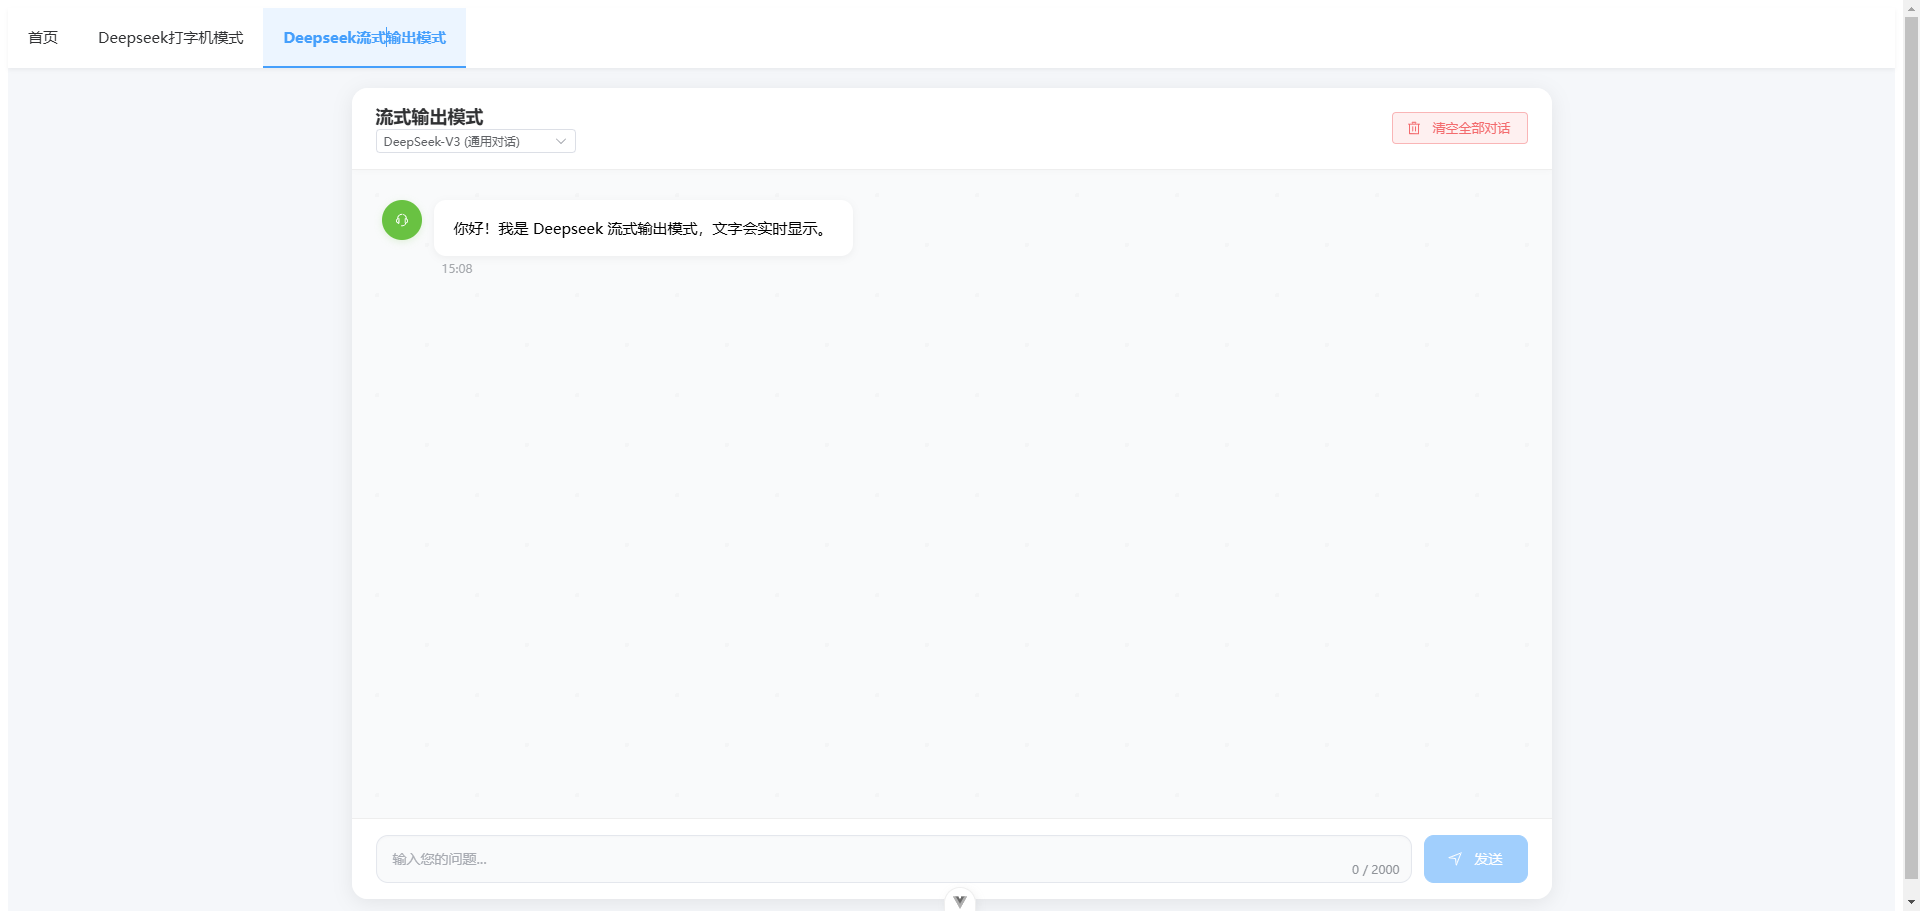 首页
Deepseek打字机模式
Deepseek流式输出模式
流式输出模式
DeepSeek-V3 (通用对话)
清空全部对话
你好！我是 Deepseek 流式输出模式，文字会实时显示。
15:08
输入您的问题...
0 / 2000
发送